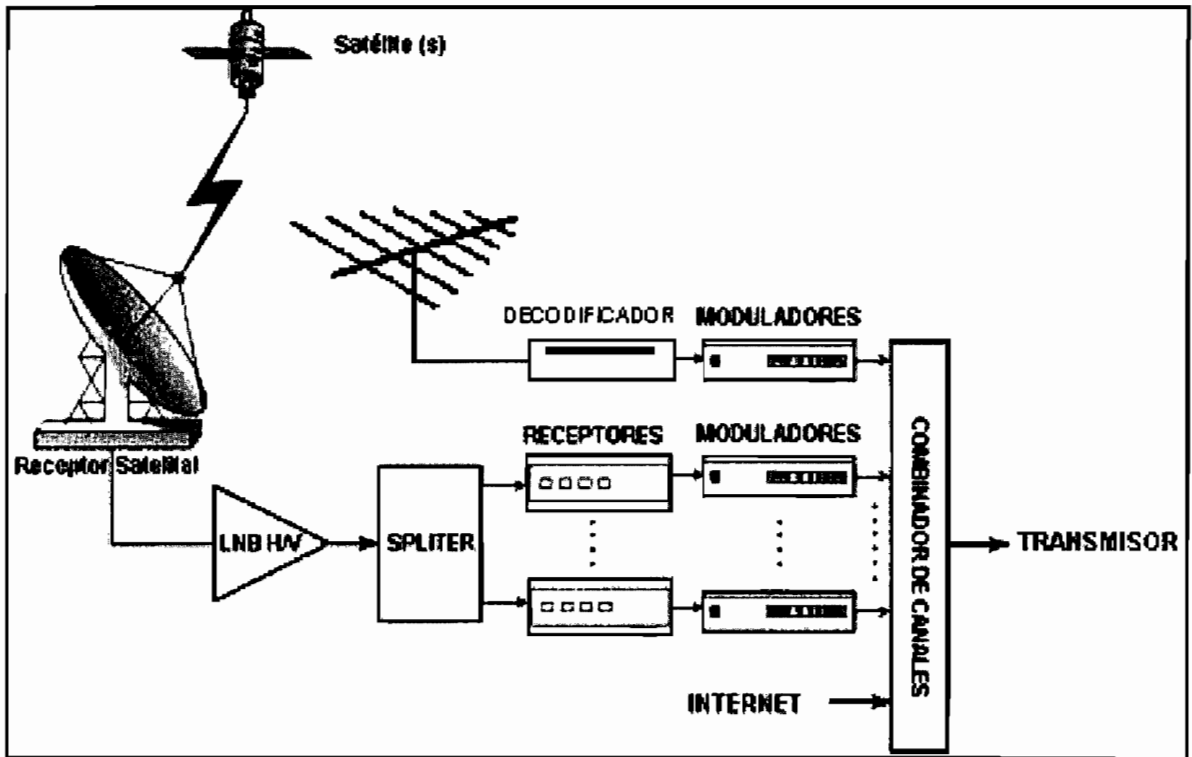 Satélite (s)
DECODIFICADOR
MODULADORES
RECEPTORES
MODULADORES
Receptor Satelital
LNB H/V
SPLITER
COMBINADOR DE CANALES
TRANSMISOR
INTERNET